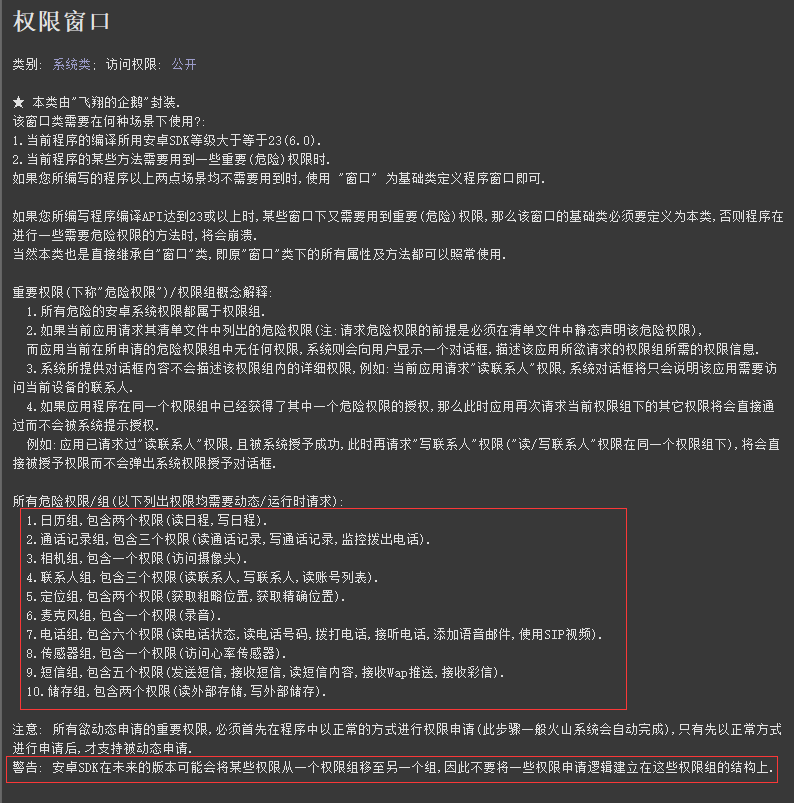 权限窗口
类别: 系统类; 访问权限: 公开
★ 本类由"飞翔的企鹅"封装.
该窗口类需要在何种场景下使用?:
1.当前程序的编译所用安卓SDK等级大于等于23(6.0).
2.当前程序的某些方法需要用到一些重要(危险)权限时.
如果您所编写的程序以上两点场景均不需要用到时,使用 "窗口" 为基础类定义程序窗口即可.
如果您所编写程序编译API达到23或以上时,某些窗口下又需要用到重要(危险)权限,那么该窗口的基础类必须要定义为本类,否则程序在
进行一些需要危险权限的方法时,将会崩溃.
当然本类也是直接继承自"窗口"类,即原"窗口"类下的所有属性及方法都可以照常使用.
重要权限(下称"危险权限")/权限组概念解释:
1.所有危险的安卓系统权限都属于权限组.
2.如果当前应用请求其清单文件中列出的危险权限(注:请求危险权限的前提是必须在清单文件中静态声明该危险权限),
而应用当前在所申请的危险权限组中无任何权限,系统则会向用户显示一个对话框,描述该应用所欲请求的权限组所需的权限信息.
3.系统所提供对话框内容不会描述该权限组内的详细权限,例如:当前应用请求"读联系人"权限,系统对话框将只会说明该应用需要访
问当前设备的联系人.
4.如果应用程序在同一个权限组中已经获得了其中一个危险权限的授权,那么此时应用再次请求当前权限组下的其它权限将会直接通
过而不会被系统提示授权.
例如:应用已请求过"读联系人"权限,且被系统授予成功,此时再请求"写联系人"权限("读/写联系人"权限在同一个权限组下),将会直
接被授予权限而不会弹出系统权限授予对话框.
所有危险权限/组(以下列出权限均需要动态/运行时请求):
1.日历组,包含两个权限(读日程,写日程).
2.通话记录组,包含三个权限(读通话记录,写通话记录,监控拨出电话).
3.相机组,包含一个权限(访问摄像头).
4.联系人组,包含三个权限(读联系人,写联系人,读账号列表).
5.定位组,包含两个权限(获取粗略位置,获取精确位置).
6.麦克风组,包含一个权限(录音).
7.电话组,包含六个权限(读电话状态,读电话号码,拨打电话,接听电话,添加语音邮件,使用SIP视频).
8.传感器组,包含一个权限(访问心率传感器).
9.短信组,包含五个权限(发送短信,接收短信,读短信内容,接收Wap推送,接收彩信).
10.储存组,包含两个权限(读外部存储,写外部储存).
注意: 所有欲动态申请的重要权限,必须首先在程序中以正常的方式进行权限申请(此步骤一般火山系统会自动完成),只有先以正常方式
进行申请后,才支持被动态申请.
警告: 安卓SDK在未来的版本可能会将某些权限从一个权限组移至另一个组,因此不要将一些权限申请逻辑建立在这些权限组的结构上.